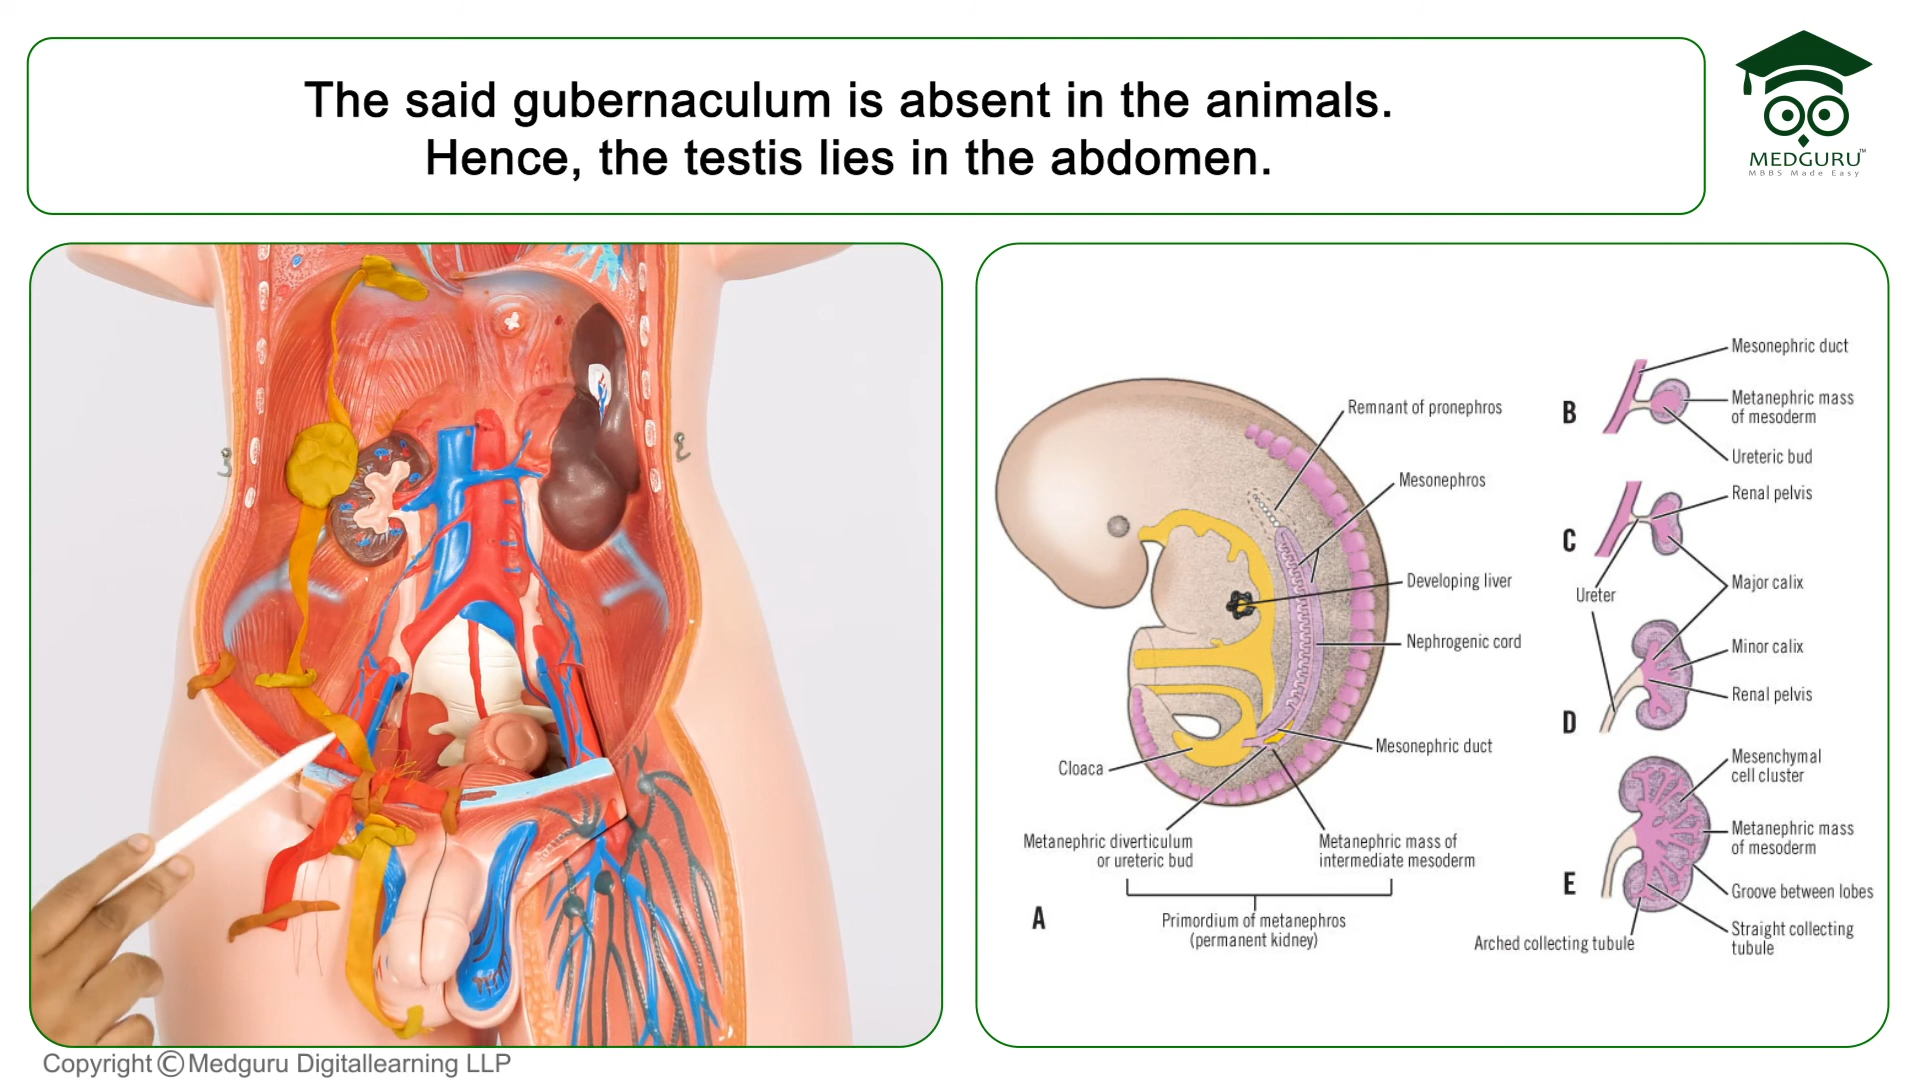 The said gubernaculum is absent in the animals.
Hence, the testis lies in the abdomen.
MEDGURU™
MBBS Made Easy
Remnant of pronephros
Mesonephros
Developing liver
Nephrogenic cord
Mesonephric duct
Cloaca
Metanephric diverticulum
or ureteric bud
Metanephric mass of
intermediate mesoderm
A
Primordium of metanephros
(permanent kidney)
B
Mesonephric duct
Metanephric mass
of mesoderm
Ureteric bud
C
Renal pelvis
Major calix
Ureter
D
Minor calix
Renal pelvis
E
Mesenchymal
cell cluster
Metanephric mass
of mesoderm
Groove between lobes
Straight collecting
tubule
Arched collecting tubule
Copyright © Medguru Digitallearning LLP